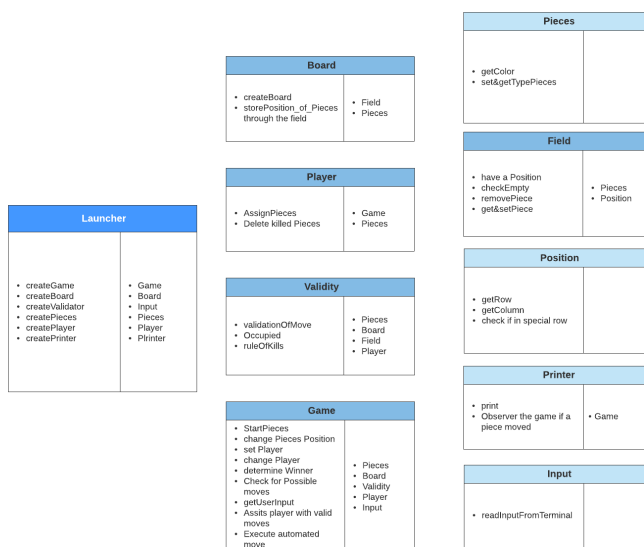 Launcher
• createGame
• createBoard
• createValidator
• createPieces
• createPlayer
• createPrinter
• Game
• Board
• Input
• Pieces
• Player
• PIrinter
Board
• createBoard
• storePosition_of_Pieces
through the field
• Field
• Pieces
Player
• AssignPieces
• Delete killed Pieces
• Game
• Pieces
Validity
• validationOfMove
• Occupied
• ruleOfKills
• Pieces
• Board
• Field
• Player
Game
• StartPieces
• change Pieces Position
• set Player
• change Player
• determine Winner
• Check for Possible
moves
• getUserInput
• Assits player with valid
moves
• Execute automated
move
• Pieces
• Board
• Validity
• Player
• Input
Pieces
• getColor
• set&getTypePieces
Field
• have a Position
• checkEmpty
• removePiece
• get&setPiece
• Pieces
• Position
Position
• getRow
• getColumn
• check if in special row
Printer
• print
• Observer the game if a
piece moved
• Game
Input
• readInputFromTerminal